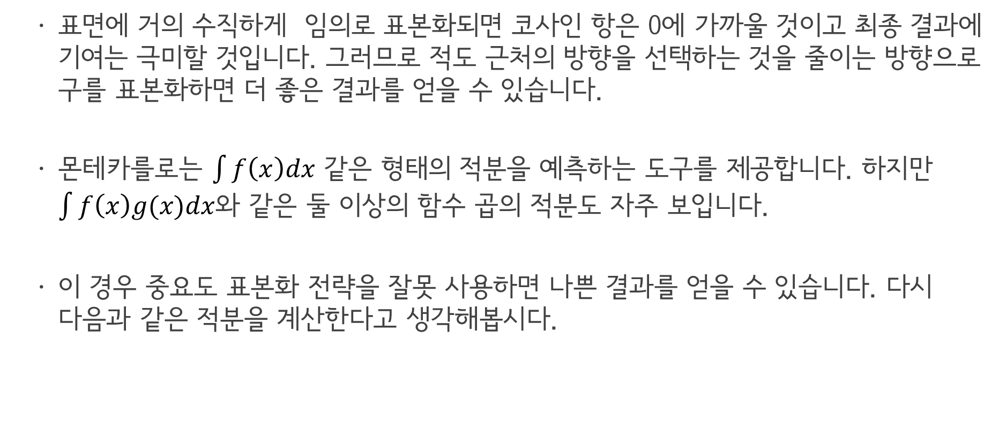 · 표면에 거의 수직하게  임의로 표본화되면 코사인 항은 0에 가까울 것이고 최종 결과에
기여는 극미할 것입니다. 그러므로 적도 근처의 방향을 선택하는 것을 줄이는 방향으로
구를 표본화하면 더 좋은 결과를 얻을 수 있습니다.
· 몬테카를로는 ∫ f(x)dx 같은 형태의 적분을 예측하는 도구를 제공합니다. 하지만
∫ f(x)g(x)dx와 같은 둘 이상의 함수 곱의 적분도 자주 보입니다.
· 이 경우 중요도 표본화 전략을 잘못 사용하면 나쁜 결과를 얻을 수 있습니다. 다시
다음과 같은 적분을 계산한다고 생각해봅시다.